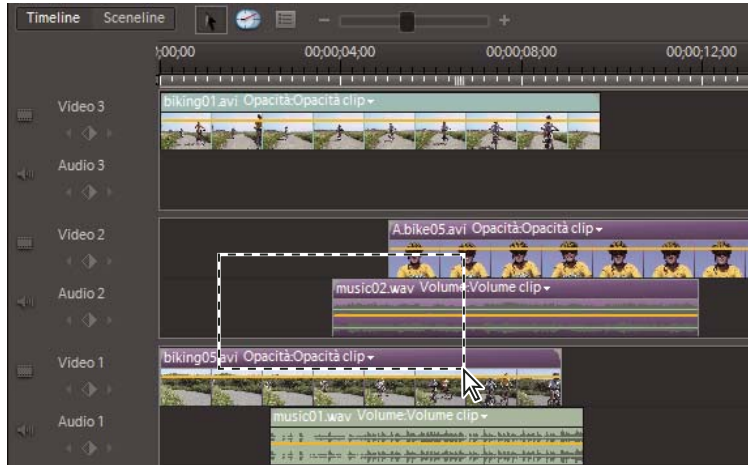 Timeline Sceneline
;00;00 00;00;04;00 00;00;08;00 00;00;12;00
Video 3
biking01.avi Opacità:Opacità clip
Audio 3
Video 2
A.bike05.avi Opacità:Opacità clip
Audio 2
music02.wav Volume:Volume clip
Video 1
biking05.avi Opacità:Opacità clip
Audio 1
music01.wav Volume:Volume clip